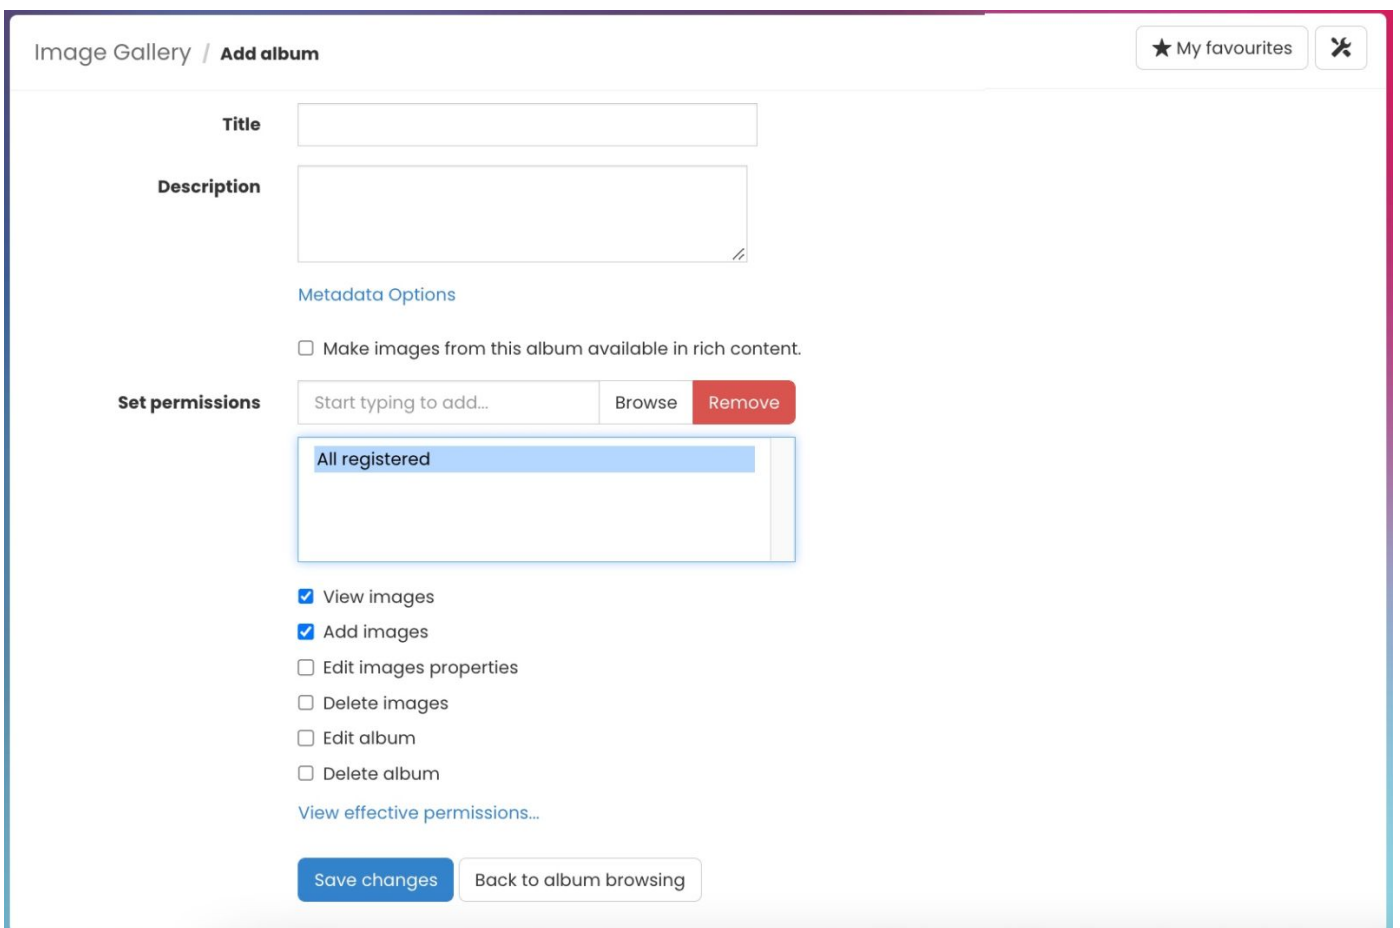 Image Gallery / Add album
My favourites
Title
Description
Metadata Options
Make images from this album available in rich content.
Set permissions Start typing to add... Browse Remove
All registered
View images
Add images
Edit images properties
Delete images
Edit album
Delete album
View effective permissions...
Save changes Back to album browsing